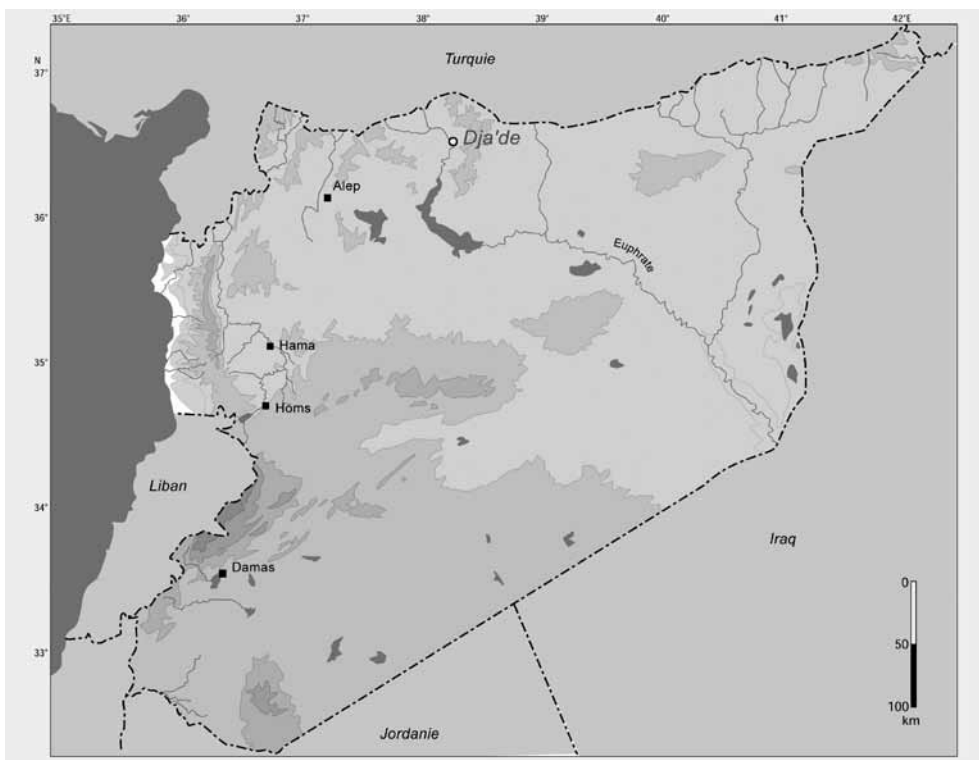 35°E 36° 37° 38° 39° 40° 41° 42°E
N
37°
Turquie
Dja'de
Alep
36°
Euphrate
Hama
35°
Homs
Liban
34°
Iraq
Damas
0
50
100
km
33°
Jordanie